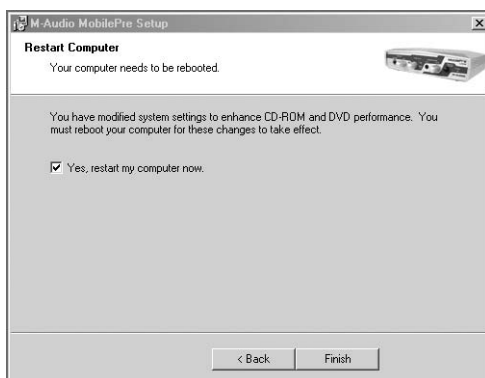 M-Audio MobilePre Setup
Restart Computer
Your computer needs to be rebooted.
You have modified system settings to enhance CD-ROM and DVD performance. You
must reboot your computer for these changes to take effect.
Yes, restart my computer now.
< Back
Finish